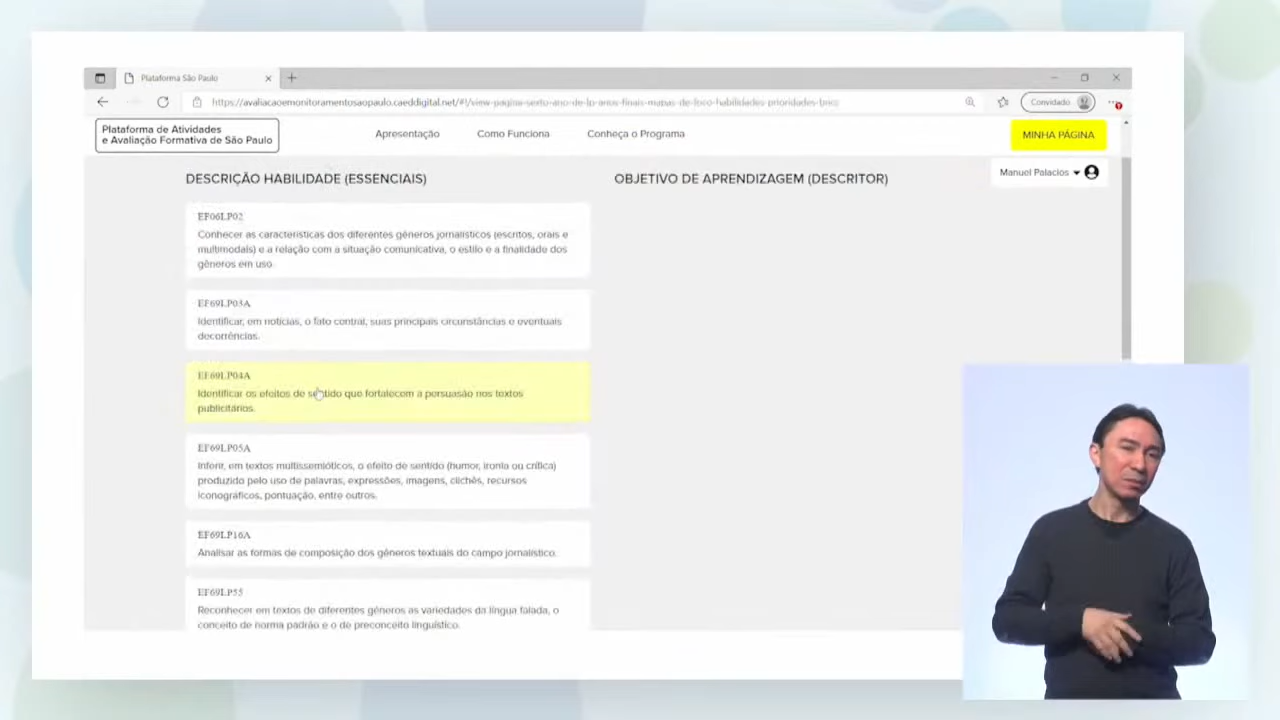 Plataforma São Paulo
https://avaliacaoemonitoramentosaopaulo.caeddigital.net/#!/view-pagina-sexto-ano-de-lp-anos-finais-mapas-de-foco-habilidades-prioridades-bncc
Convidado
Plataforma de Atividades
e Avaliação Formativa de São Paulo
Apresentação
Como Funciona
Conheça o Programa
MINHA PÁGINA
Manuel Palacios
DESCRIÇÃO HABILIDADE (ESSENCIAIS)
OBJETIVO DE APRENDIZAGEM (DESCRITOR)
EF06LP02
Conhecer as características dos diferentes gêneros jornalísticos (escritos, orais e
multimodais) e a relação com a situação comunicativa, o estilo e a finalidade dos
gêneros em uso.
EF69LP03A
Identificar, em notícias, o fato central, suas principais circunstâncias e eventuais
decorrências.
EF69LP04A
Identificar os efeitos de sentido que fortalecem a persuasão nos textos
publicitários.
EF69LP05A
Inferir, em textos multissemióticos, o efeito de sentido (humor, ironia ou crítica)
produzido pelo uso de palavras, expressões, imagens, clichês, recursos
iconográficos, pontuação, entre outros.
EF69LP16A
Analisar as formas de composição dos gêneros textuais do campo jornalístico.
EF69LP55
Reconhecer em textos de diferentes gêneros as variedades da língua falada, o
conceito de norma padrão e o de preconceito linguístico.